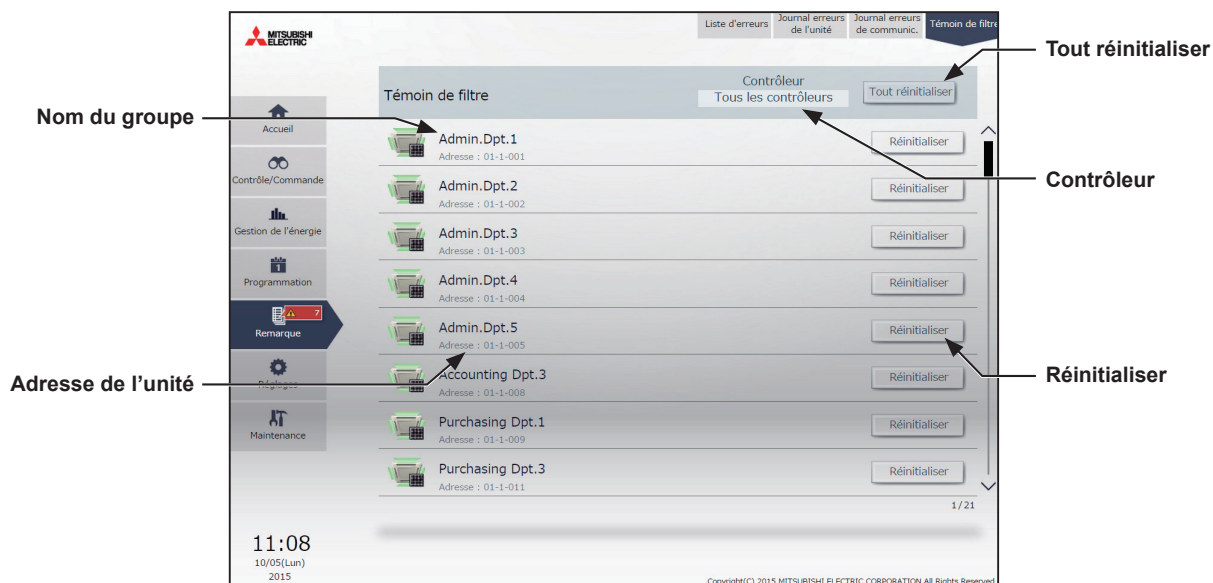 MITSUBISHI
ELECTRIC
Liste d'erreurs
Journal erreurs
de l'unité
Journal erreurs
de communic.
Témoin de filtre
Tout réinitialiser
Témoin de filtre
Contrôleur
Tous les contrôleurs
Tout réinitialiser
Nom du groupe
Accueil
Contrôle/Commande
Gestion de l'énergie
1
Programmation
7
Remarque
Adresse de l’unité
Réglages
Maintenance
Admin.Dpt.1
Adresse : 01-1-001
Réinitialiser
Admin.Dpt.2
Adresse : 01-1-002
Réinitialiser
Contrôleur
Admin.Dpt.3
Adresse : 01-1-003
Réinitialiser
Admin.Dpt.4
Adresse : 01-1-004
Réinitialiser
Admin.Dpt.5
Adresse : 01-1-005
Réinitialiser
Accounting Dpt.3
Adresse : 01-1-008
Réinitialiser
Réinitialiser
Purchasing Dpt.1
Adresse : 01-1-009
Réinitialiser
Purchasing Dpt.3
Adresse : 01-1-011
Réinitialiser
1/21
11:08
10/05(Lun)
2015
Copyright(C) 2015 MITSUBISHI ELECTRIC CORPORATION All Rights Reserved